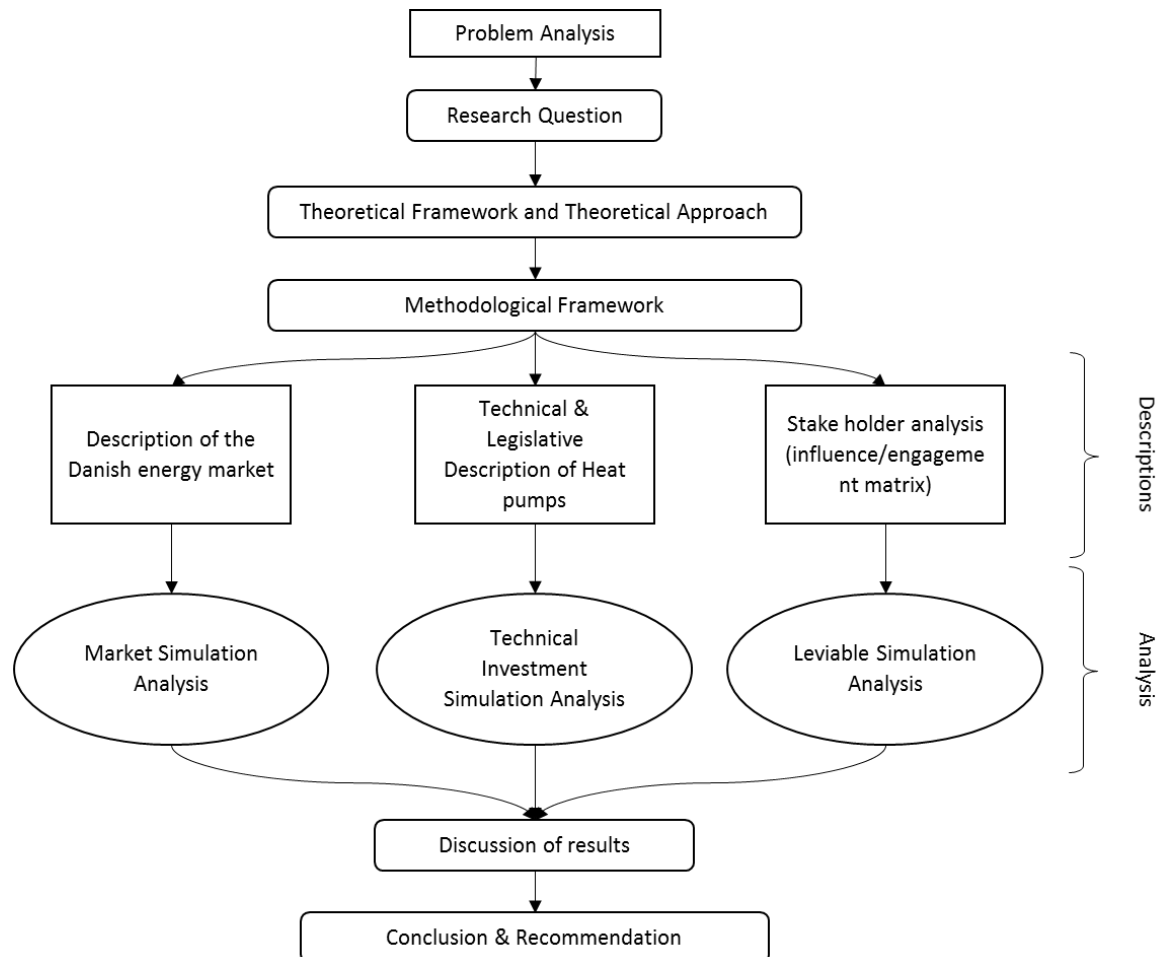 Problem Analysis
Research Question
Theoretical Framework and Theoretical Approach
Methodological Framework
Description of the
Danish energy market
Technical &
Legislative
Description of Heat
pumps
Stake holder analysis
(influence/engageme
nt matrix)
Descriptions
Market Simulation
Analysis
Technical
Investment
Simulation Analysis
Leviable Simulation
Analysis
Analysis
Discussion of results
Conclusion & Recommendation